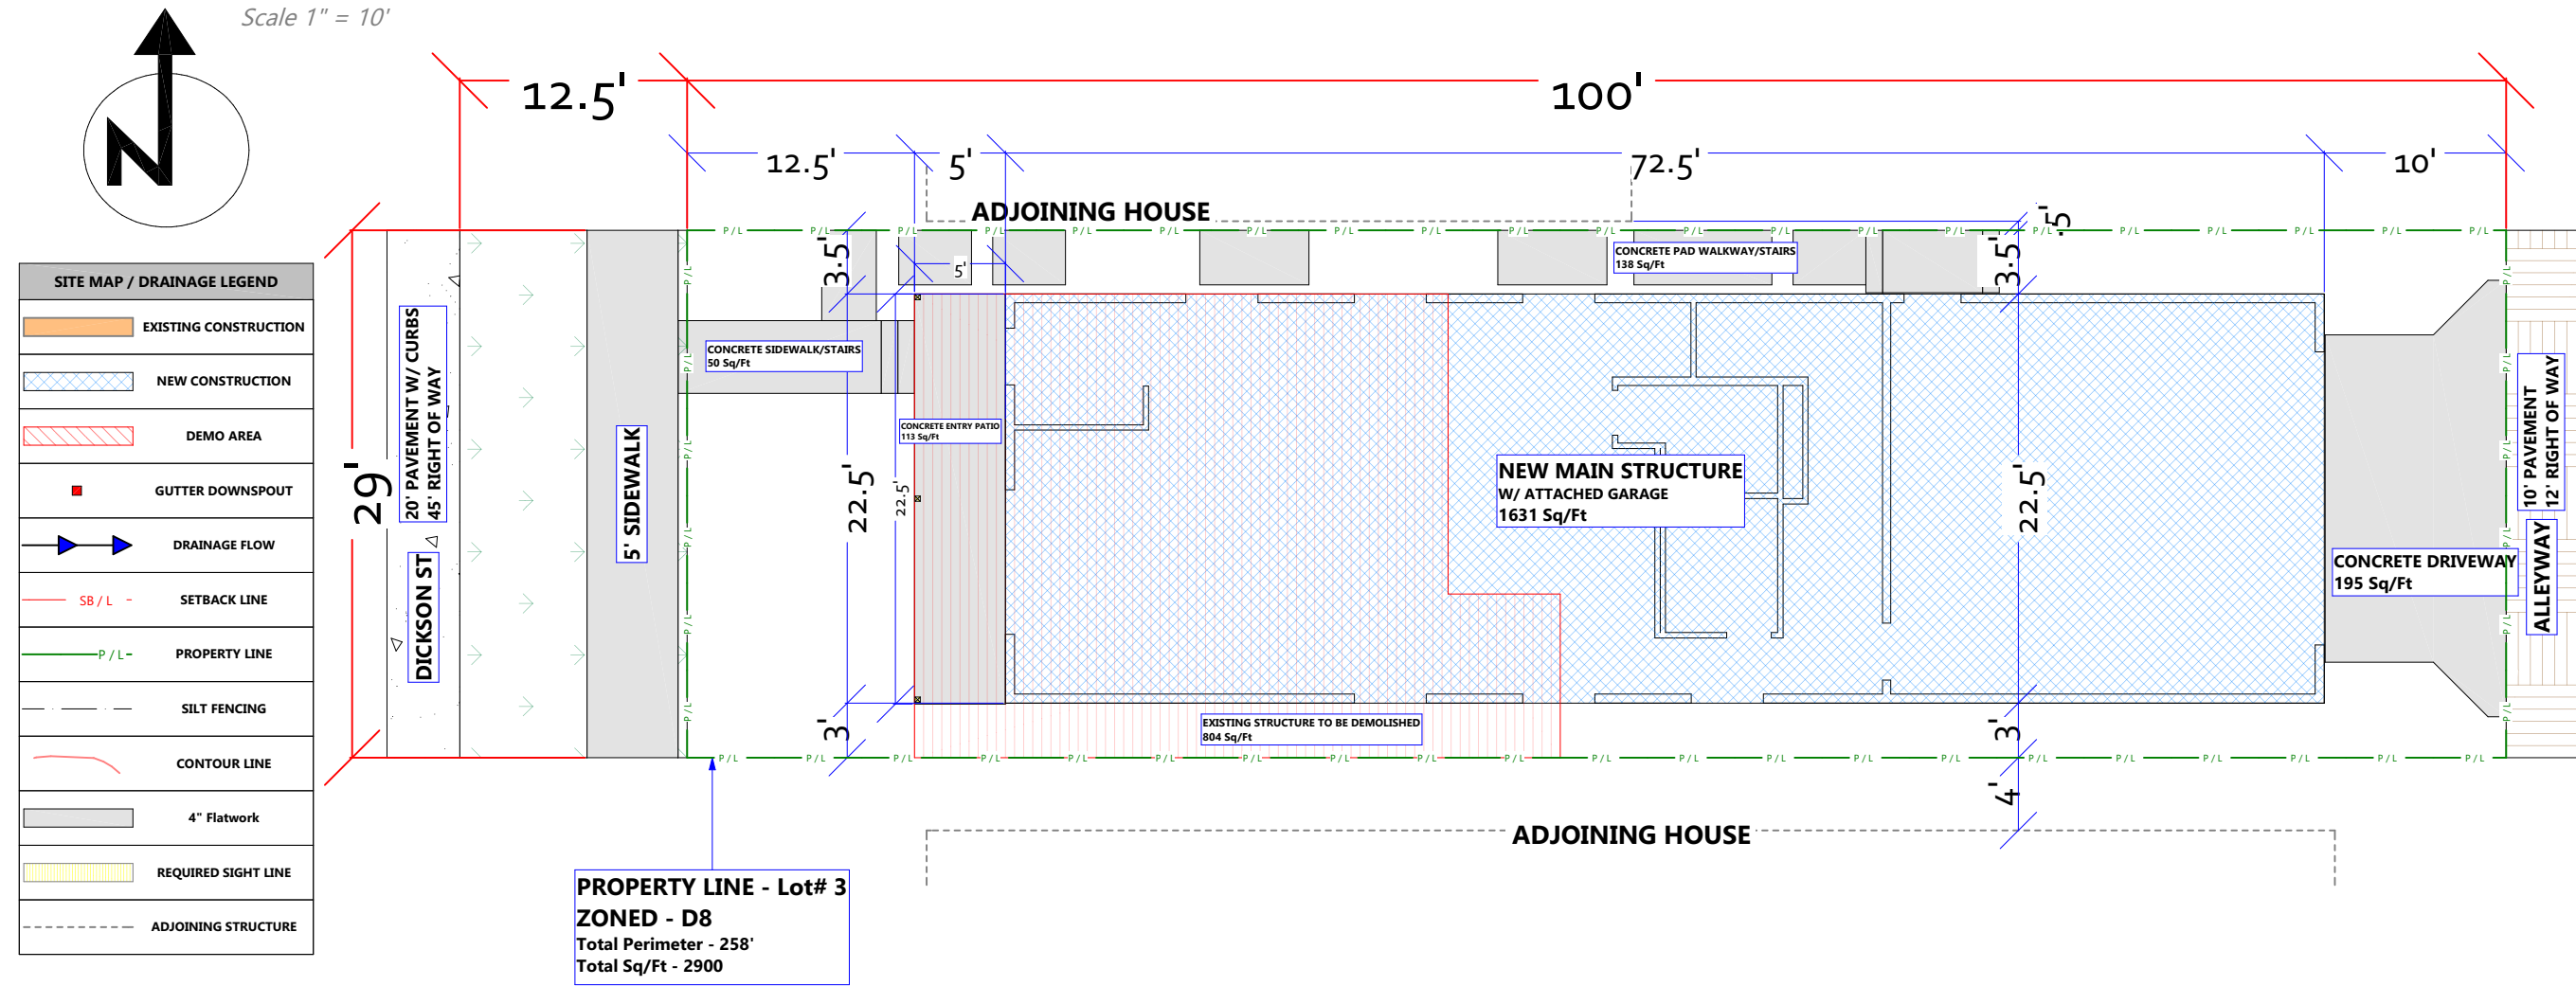 Scale 1" = 10'
N
12.5'
100'
12.5'
5'
72.5'
10'
ADJOINING HOUSE
.5'
3.5'
5'
3.5'
CONCRETE PAD WALKWAY/STAIRS
138 Sq/Ft
SITE MAP / DRAINAGE LEGEND
EXISTING CONSTRUCTION
NEW CONSTRUCTION
DEMO AREA
GUTTER DOWNSPOUT
DRAINAGE FLOW
SB / L
SETBACK LINE
P / L
PROPERTY LINE
SILT FENCING
CONTOUR LINE
4" Flatwork
REQUIRED SIGHT LINE
ADJOINING STRUCTURE
29'
20' PAVEMENT W/ CURBS
45' RIGHT OF WAY
DICKSON ST
5' SIDEWALK
CONCRETE SIDEWALK/STAIRS
50 Sq/Ft
CONCRETE ENTRY PATIO
113 Sq/Ft
22.5'
22.5'
NEW MAIN STRUCTURE
W/ ATTACHED GARAGE
1631 Sq/Ft
22.5'
CONCRETE DRIVEWAY
195 Sq/Ft
10' PAVEMENT
12' RIGHT OF WAY
ALLEYWAY
3'
EXISTING STRUCTURE TO BE DEMOLISHED
804 Sq/Ft
3'
4'
P / L
ADJOINING HOUSE
PROPERTY LINE - Lot# 3
ZONED - D8
Total Perimeter - 258'
Total Sq/Ft - 2900